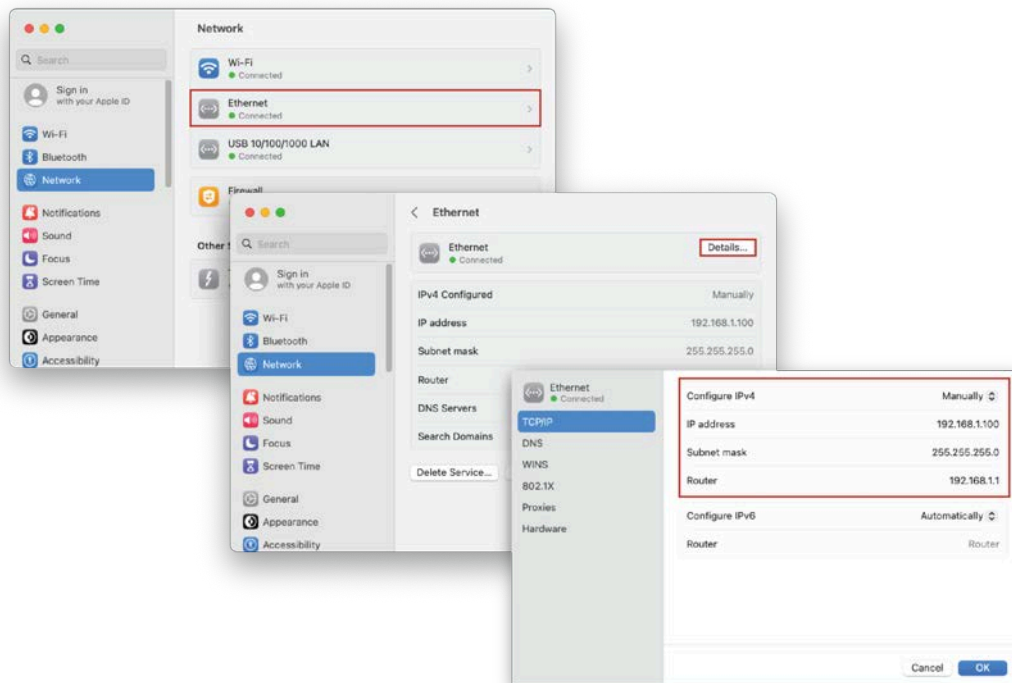 Network
Search
Sign in
with your Apple ID
Wi-Fi
Bluetooth
Network
Notifications
Sound
Focus
Screen Time
General
Appearance
Accessibility
Wi-Fi
Connected
Ethernet
Connected
USB 10/100/1000 LAN
Connected
Firewall
Other
Ethernet
Search
Sign in
with your Apple ID
Wi-Fi
Bluetooth
Network
Notifications
Sound
Focus
Screen Time
General
Appearance
Accessibility
Ethernet
Connected
Details...
IPv4 Configured Manually
IP address 192.168.1.100
Subnet mask 255.255.255.0
Router
DNS Servers
Search Domains
Delete Service...
Ethernet
Connected
TCP/IP
DNS
WINS
802.1X
Proxies
Hardware
Configure IPv4 Manually
IP address 192.168.1.100
Subnet mask 255.255.255.0
Router 192.168.1.1
Configure IPv6 Automatically
Router Router
Cancel OK